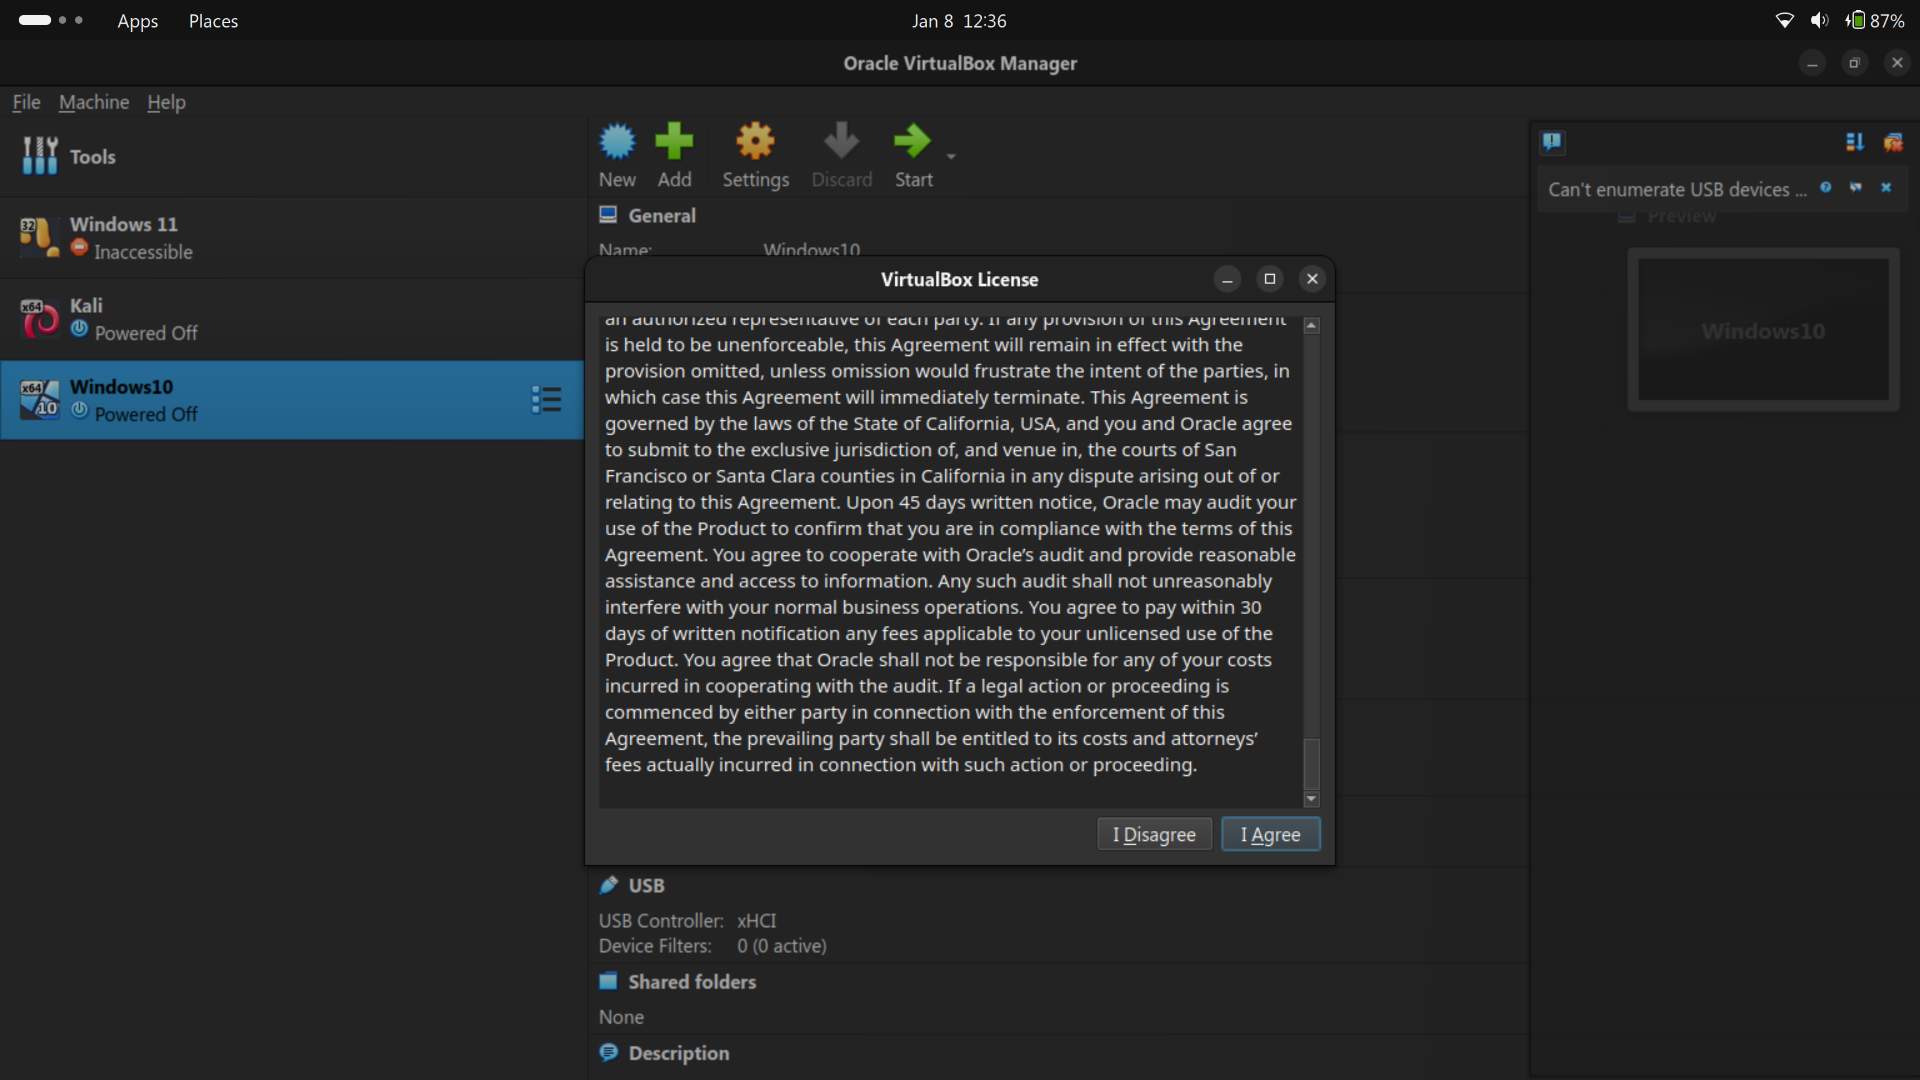 Apps Places Jan 8 12:36 87%
Oracle VirtualBox Manager
File Machine Help
Tools
Windows 11
32
Inaccessible
Kali
x64
Powered Off
Windows10
x64
10
Powered Off
New Add Settings Discard Start
General
Name: Windows10
Can't enumerate USB devices ...
Preview
Windows10
VirtualBox License
an authorized representative of each party. If any provision of this Agreement
is held to be unenforceable, this Agreement will remain in effect with the
provision omitted, unless omission would frustrate the intent of the parties, in
which case this Agreement will immediately terminate. This Agreement is
governed by the laws of the State of California, USA, and you and Oracle agree
to submit to the exclusive jurisdiction of, and venue in, the courts of San
Francisco or Santa Clara counties in California in any dispute arising out of or
relating to this Agreement. Upon 45 days written notice, Oracle may audit your
use of the Product to confirm that you are in compliance with the terms of this
Agreement. You agree to cooperate with Oracle’s audit and provide reasonable
assistance and access to information. Any such audit shall not unreasonably
interfere with your normal business operations. You agree to pay within 30
days of written notification any fees applicable to your unlicensed use of the
Product. You agree that Oracle shall not be responsible for any of your costs
incurred in cooperating with the audit. If a legal action or proceeding is
commenced by either party in connection with the enforcement of this
Agreement, the prevailing party shall be entitled to its costs and attorneys’
fees actually incurred in connection with such action or proceeding.
I Disagree I Agree
USB
USB Controller: xHCI
Device Filters: 0 (0 active)
Shared folders
None
Description